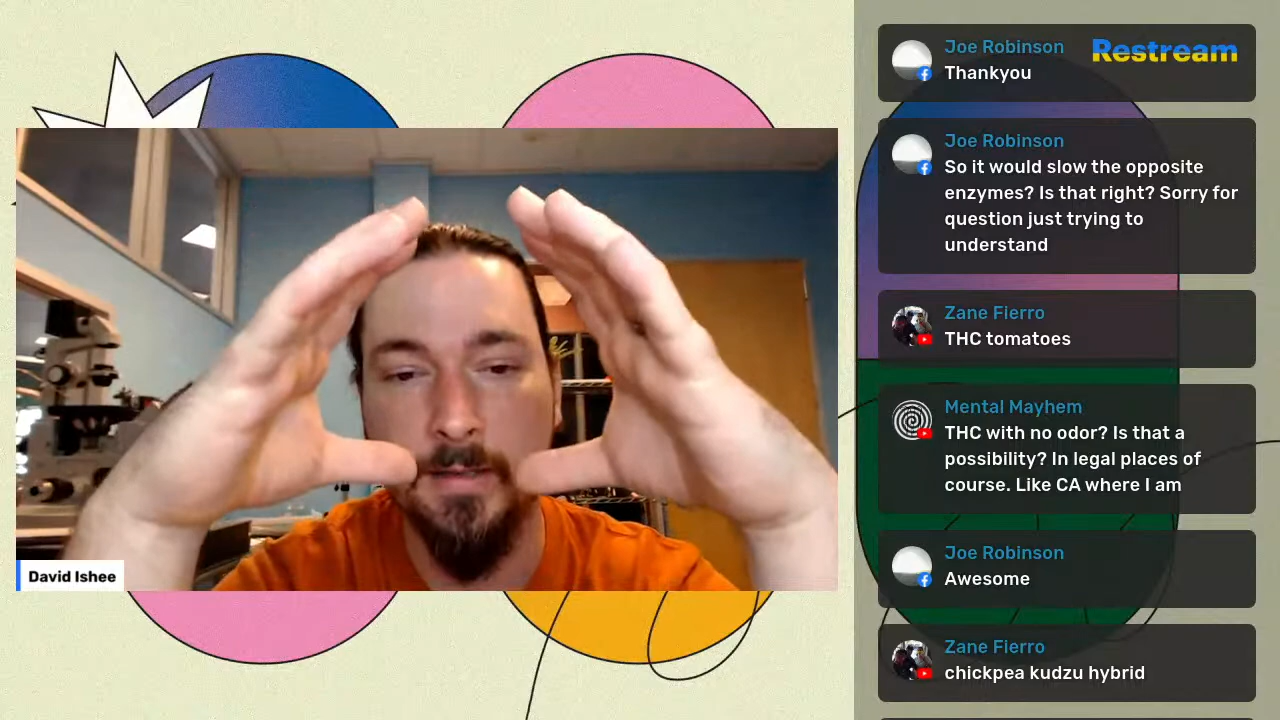 David Ishee
Restream
Joe Robinson
Thankyou
Joe Robinson
So it would slow the opposite
enzymes? Is that right? Sorry for
question just trying to
understand
Zane Fierro
THC tomatoes
Mental Mayhem
THC with no odor? Is that a
possibility? In legal places of
course. Like CA where I am
Joe Robinson
Awesome
Zane Fierro
chickpea kudzu hybrid